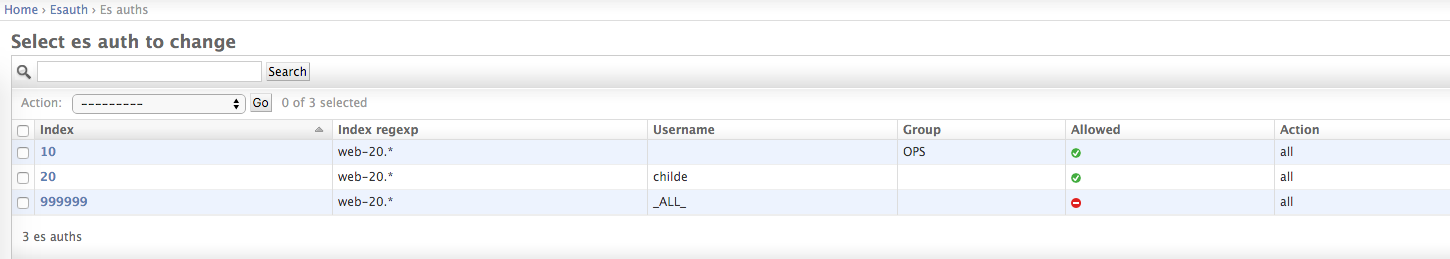 Home › Esauth › Es auths
Select es auth to change
Search
Action: --------- Go 0 of 3 selected
Index Index regexp Username Group Allowed Action
10 web-20.* OPS all
20 web-20.* childe all
999999 web-20.* _ALL_ all
3 es auths